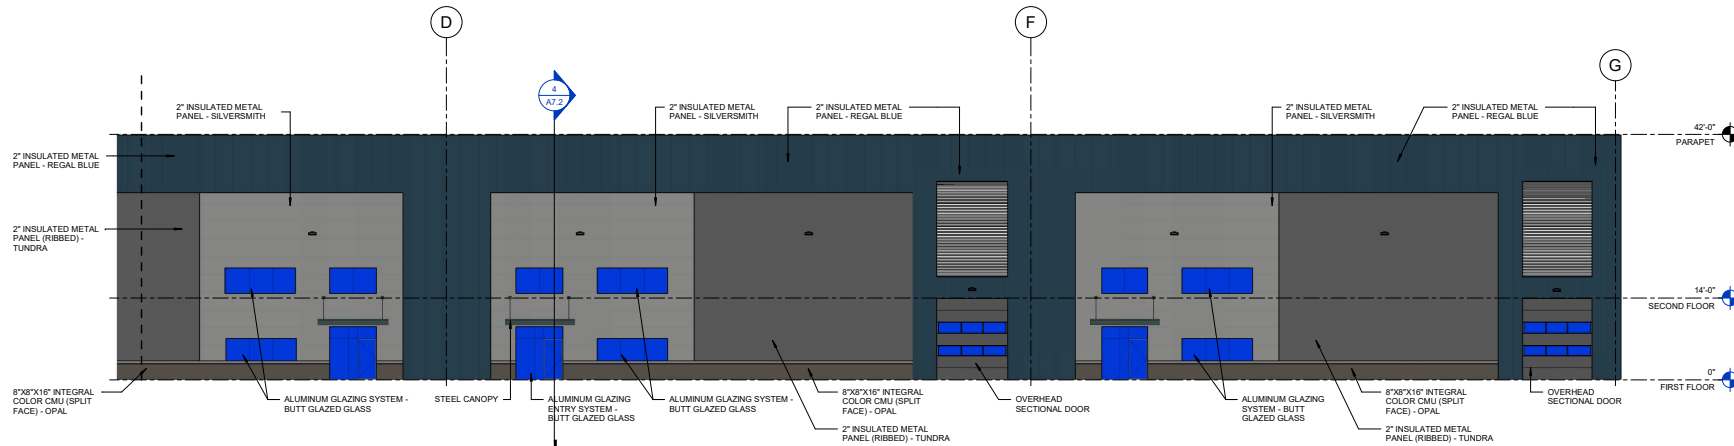 D
F
G
4
A7.2
2" INSULATED METAL
PANEL - SILVERSMITH
2" INSULATED METAL
PANEL - SILVERSMITH
2" INSULATED METAL
PANEL - REGAL BLUE
2" INSULATED METAL
PANEL - SILVERSMITH
2" INSULATED METAL
PANEL - REGAL BLUE
42'-0"
PARAPET
2" INSULATED METAL
PANEL - REGAL BLUE
2" INSULATED METAL
PANEL (RIBBED) -
TUNDRA
14'-0"
SECOND FLOOR
0"
FIRST FLOOR
8"X8"X16" INTEGRAL
COLOR CMU (SPLIT
FACE) - OPAL
ALUMINUM GLAZING SYSTEM -
BUTT GLAZED GLASS
STEEL CANOPY
ALUMINUM GLAZING
ENTRY SYSTEM -
BUTT GLAZED GLASS
ALUMINUM GLAZING SYSTEM -
BUTT GLAZED GLASS
8"X8"X16" INTEGRAL
COLOR CMU (SPLIT
FACE) - OPAL
2" INSULATED METAL
PANEL (RIBBED) - TUNDRA
OVERHEAD
SECTIONAL DOOR
ALUMINUM GLAZING
SYSTEM - BUTT
GLAZED GLASS
8"X8"X16" INTEGRAL
COLOR CMU (SPLIT
FACE) - OPAL
2" INSULATED METAL
PANEL (RIBBED) - TUNDRA
OVERHEAD
SECTIONAL DOOR